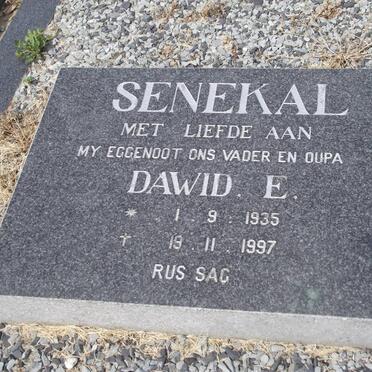 SENEKAL
MET LIEFDE AAN
MY EGGENOOT ONS VADER EN OUPA
DAWID. E.
* 1.9.1935
† 19.11.1997
RUS SAG